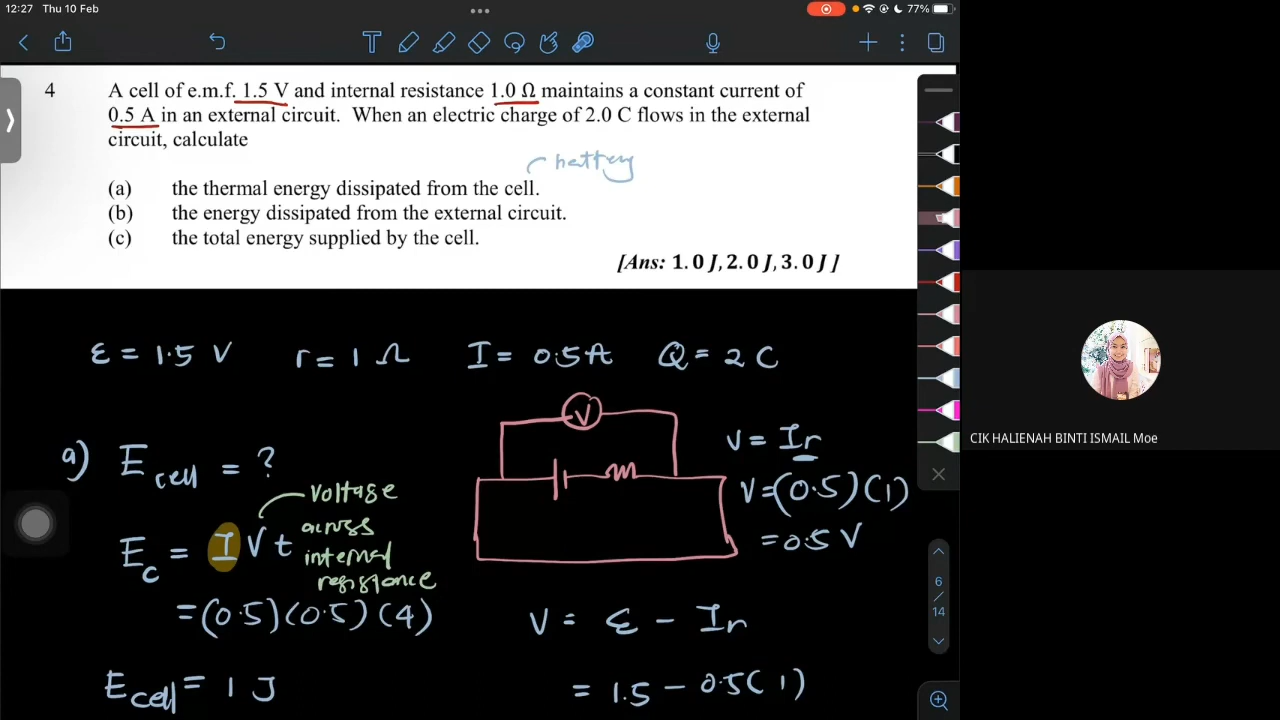 12:27 Thu 10 Feb
77%
4 A cell of e.m.f. 1.5 V and internal resistance 1.0 Ω maintains a constant current of
0.5 A in an external circuit. When an electric charge of 2.0 C flows in the external
circuit, calculate
battery
(a) the thermal energy dissipated from the cell.
(b) the energy dissipated from the external circuit.
(c) the total energy supplied by the cell.
[Ans: 1.0 J, 2.0 J, 3.0 J ]
ε = 1.5 V r = 1 Ω I = 0.5A Q = 2 C
a) E cell = ?
voltage
across
internal
resistance
E c = I V t
= (0.5)(0.5)(4)
E cell = 1 J
V
V = Ir
V = (0.5)(1)
= 0.5 V
V = ε - Ir
= 1.5 - 0.5(1)
6
/
14
CIK HALIENAH BINTI ISMAIL Moe